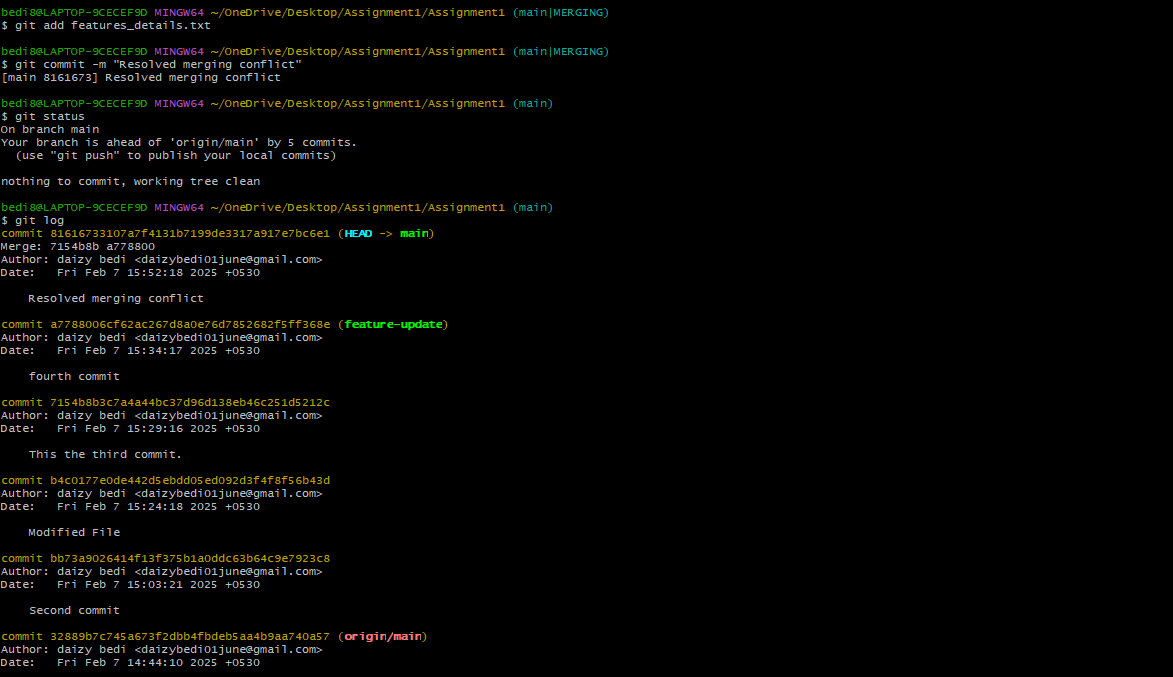 bedi8@LAPTOP-9CECEF9D MINGW64 ~/OneDrive/Desktop/Assignment1/Assignment1 (main|MERGING)
$ git add features_details.txt
bedi8@LAPTOP-9CECEF9D MINGW64 ~/OneDrive/Desktop/Assignment1/Assignment1 (main|MERGING)
$ git commit -m "Resolved merging conflict"
[main 8161673] Resolved merging conflict
bedi8@LAPTOP-9CECEF9D MINGW64 ~/OneDrive/Desktop/Assignment1/Assignment1 (main)
$ git status
On branch main
Your branch is ahead of 'origin/main' by 5 commits.
  (use "git push" to publish your local commits)
nothing to commit, working tree clean
bedi8@LAPTOP-9CECEF9D MINGW64 ~/OneDrive/Desktop/Assignment1/Assignment1 (main)
$ git log
commit 81616733107a7f4131b7199de3317a917e7bc6e1 (HEAD -> main)
Merge: 7154b8b a778800
Author: daizy bedi <daizybedi01june@gmail.com>
Date:   Fri Feb 7 15:52:18 2025 +0530
    Resolved merging conflict
commit a7788006cf62ac267d8a0e76d7852682f5ff368e (feature-update)
Author: daizy bedi <daizybedi01june@gmail.com>
Date:   Fri Feb 7 15:34:17 2025 +0530
    fourth commit
commit 7154b8b3c7a4a44bc37d96d138eb46c251d5212c
Author: daizy bedi <daizybedi01june@gmail.com>
Date:   Fri Feb 7 15:29:16 2025 +0530
    This the third commit.
commit b4c0177e0de442d5ebdd05ed092d3f4f8f56b43d
Author: daizy bedi <daizybedi01june@gmail.com>
Date:   Fri Feb 7 15:24:18 2025 +0530
    Modified File
commit bb73a9026414f13f375b1a0ddc63b64c9e7923c8
Author: daizy bedi <daizybedi01june@gmail.com>
Date:   Fri Feb 7 15:03:21 2025 +0530
    Second commit
commit 32889b7c745a673f2dbb4fbdeb5aa4b9aa740a57 (origin/main)
Author: daizy bedi <daizybedi01june@gmail.com>
Date:   Fri Feb 7 14:44:10 2025 +0530